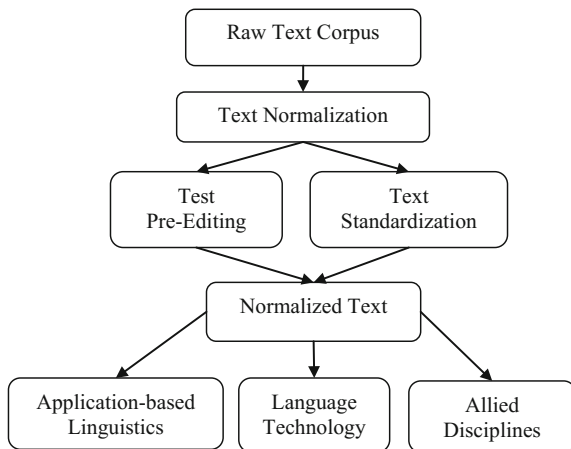 Raw Text Corpus
Text Normalization
Test
Pre-Editing
Text
Standardization
Normalized Text
Application-based
Linguistics
Language
Technology
Allied
Disciplines